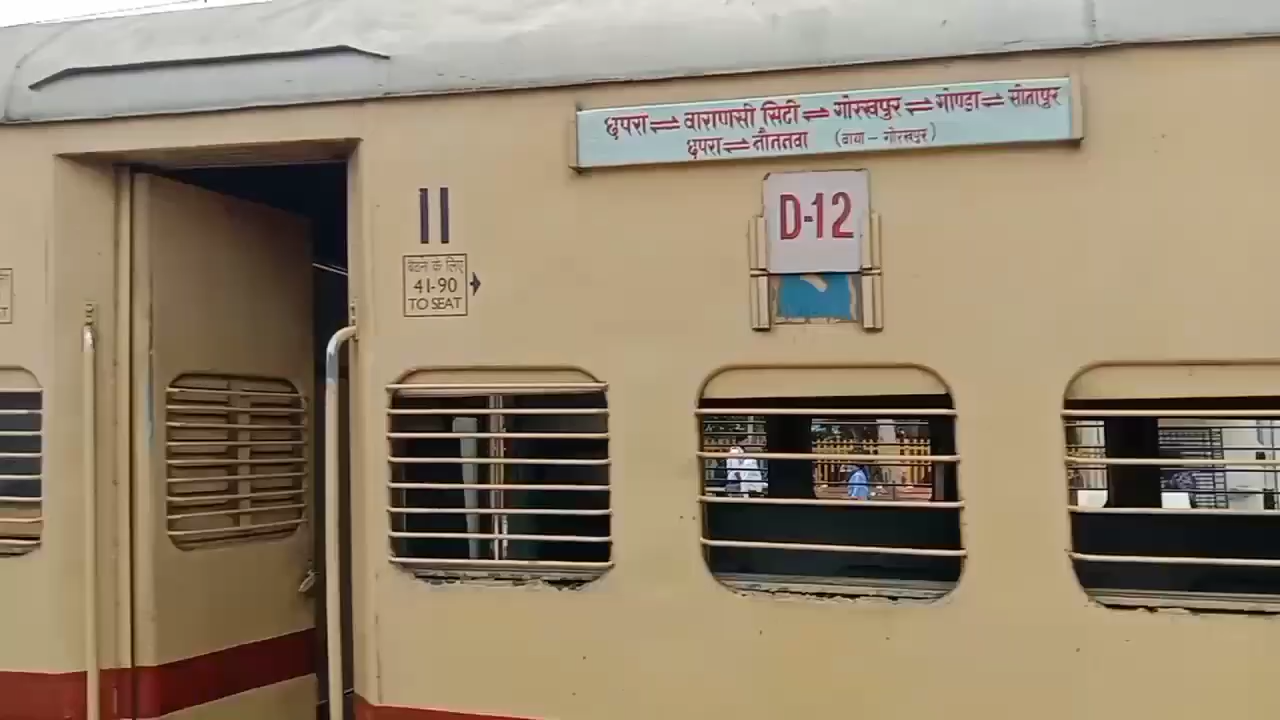 छपरा ⇌ वाराणसी सिटी ⇌ गोरखपुर ⇌ गोण्डा ⇌ सीतापुर
छपरा ⇌ नौतनवा (वाया - गोरखपुर)
D-12
II
बैठने के लिए
41-90
TO SEAT